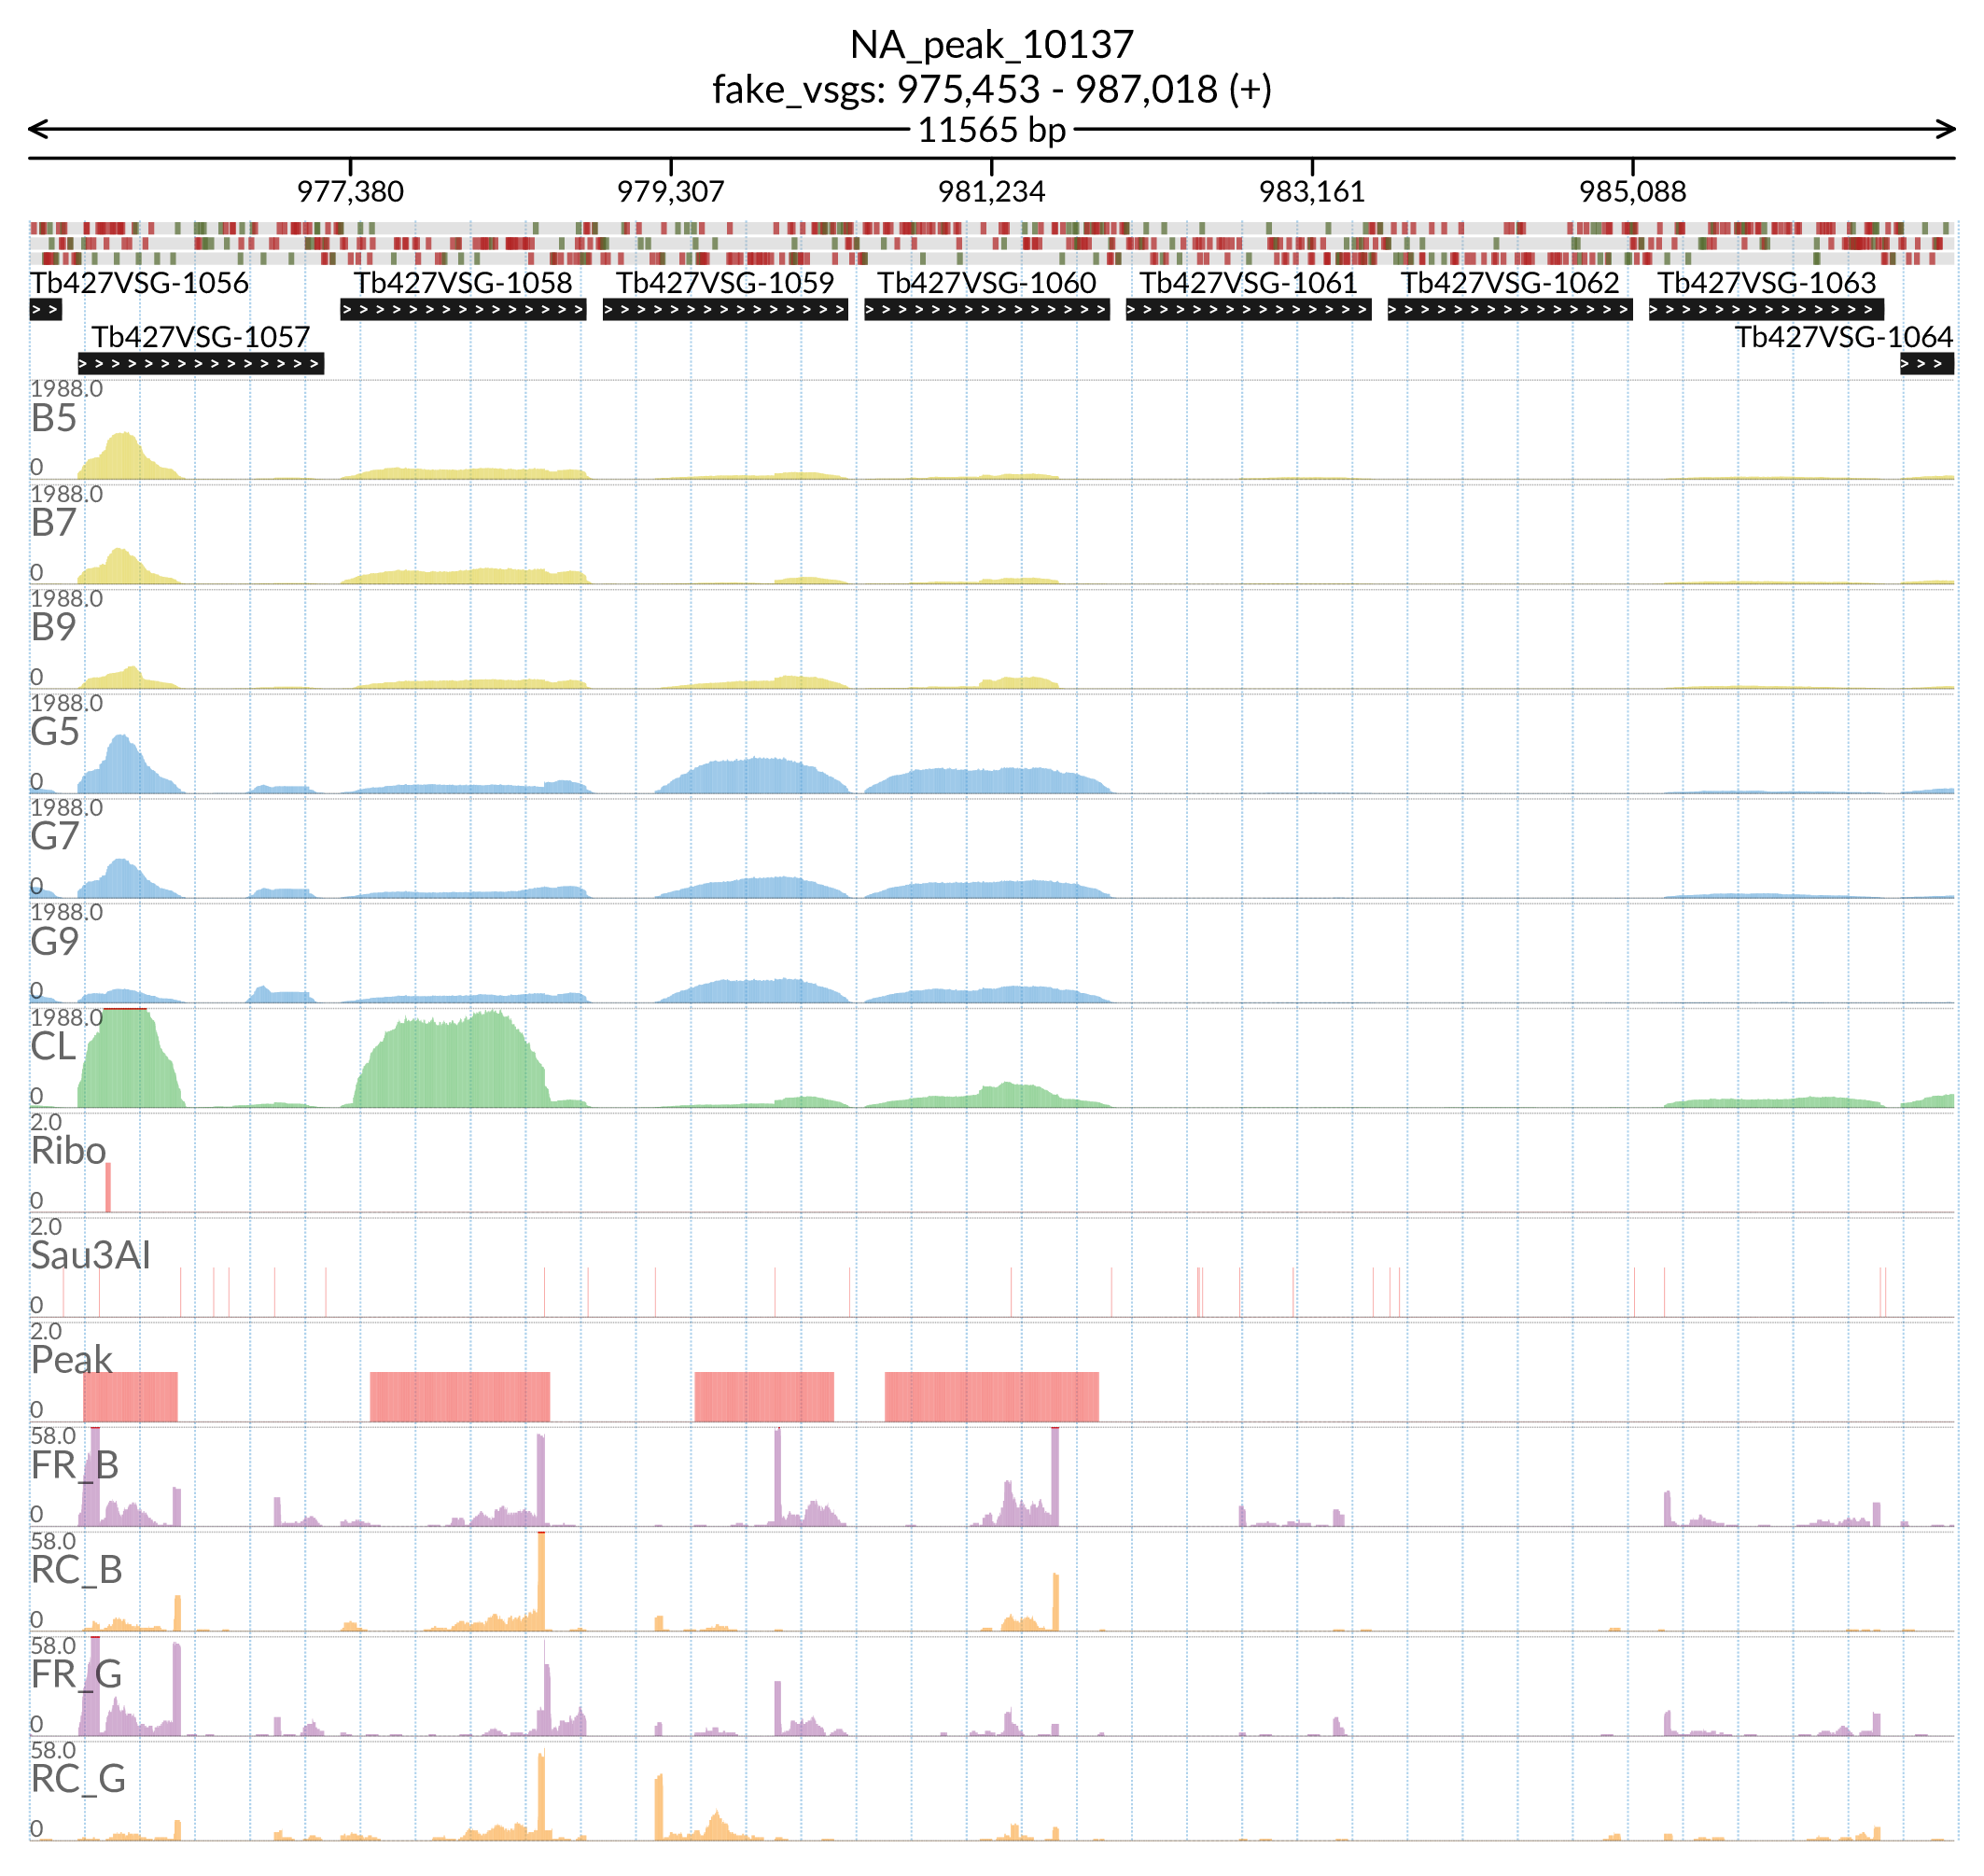 NA_peak_10137
fake_vsgs: 975,453 - 987,018 (+)
11565 bp
977,380 979,307 981,234 983,161 985,088
Tb427VSG-1056 Tb427VSG-1058 Tb427VSG-1059 Tb427VSG-1060 Tb427VSG-1061 Tb427VSG-1062 Tb427VSG-1063
Tb427VSG-1057 Tb427VSG-1064
1988.0
B5
0
1988.0
B7
0
1988.0
B9
0
1988.0
G5
0
1988.0
G7
0
1988.0
G9
0
1988.0
CL
0
2.0
Ribo
0
2.0
Sau3AI
0
2.0
Peak
0
58.0
FR_B
0
58.0
RC_B
0
58.0
FR_G
0
58.0
RC_G
0